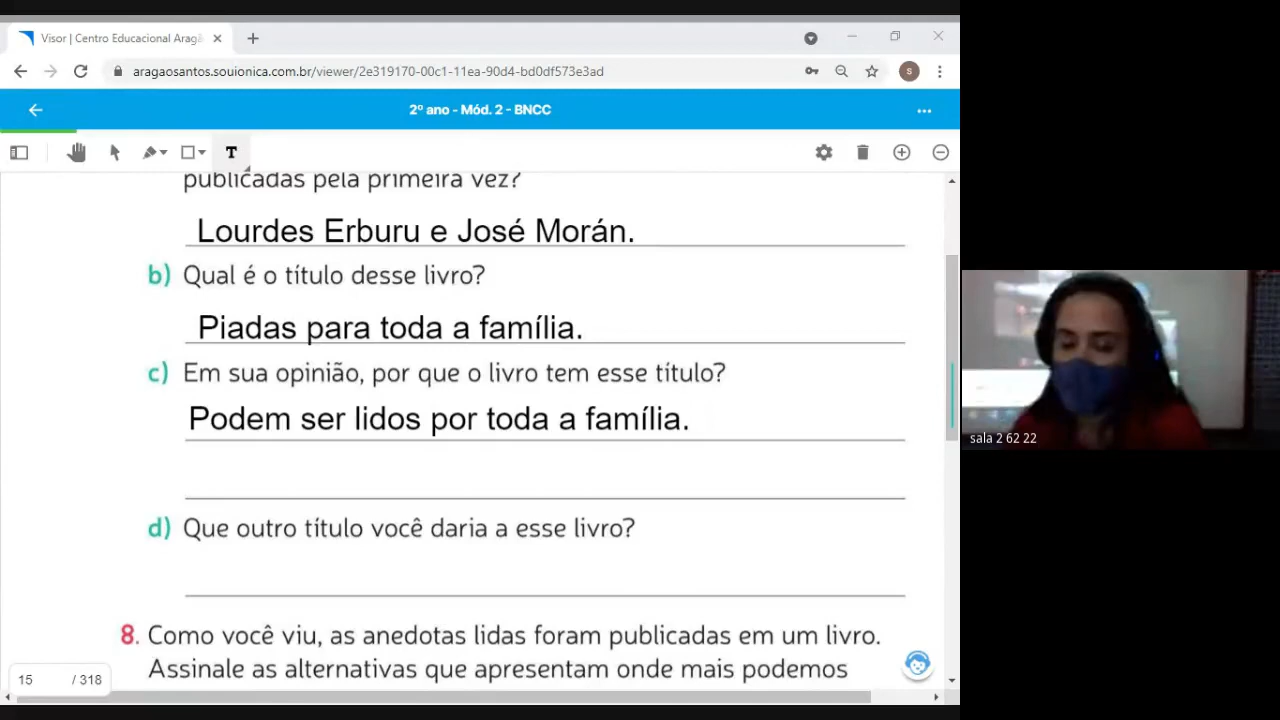 Visor | Centro Educacional Aragã
aragaosantos.souionica.com.br/viewer/2e319170-00c1-11ea-90d4-bd0df573e3ad
S
2º ano - Mód. 2 - BNCC
T
publicadas pela primeira vez?
Lourdes Erburu e José Morán.
b) Qual é o título desse livro?
Piadas para toda a família.
c) Em sua opinião, por que o livro tem esse título?
Podem ser lidos por toda a família.
d) Que outro título você daria a esse livro?
8. Como você viu, as anedotas lidas foram publicadas em um livro.
Assinale as alternativas que apresentam onde mais podemos
15 / 318
sala 2 62 22